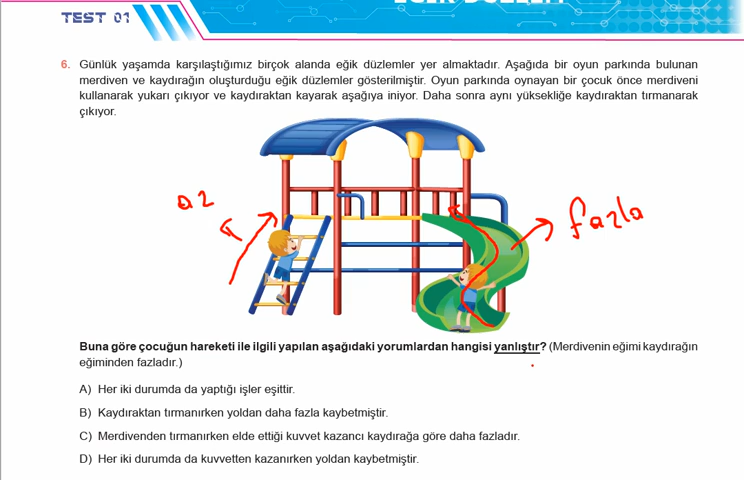 TEST 01
6. Günlük yaşamda karşılaştığımız birçok alanda eğik düzlemler yer almaktadır. Aşağıda bir oyun parkında bulunan
merdiven ve kaydırağın oluşturduğu eğik düzlemler gösterilmiştir. Oyun parkında oynayan bir çocuk önce merdiveni
kullanarak yukarı çıkıyor ve kaydıraktan kayarak aşağıya iniyor. Daha sonra aynı yüksekliğe kaydıraktan tırmanarak
çıkıyor.
az
fazla
Buna göre çocuğun hareketi ile ilgili yapılan aşağıdaki yorumlardan hangisi yanlıştır? (Merdivenin eğimi kaydırağın
eğiminden fazladır.)
A) Her iki durumda da yaptığı işler eşittir.
B) Kaydıraktan tırmanırken yoldan daha fazla kaybetmiştir.
C) Merdivenden tırmanırken elde ettiği kuvvet kazancı kaydırağa göre daha fazladır.
D) Her iki durumda da kuvvetten kazanırken yoldan kaybetmiştir.